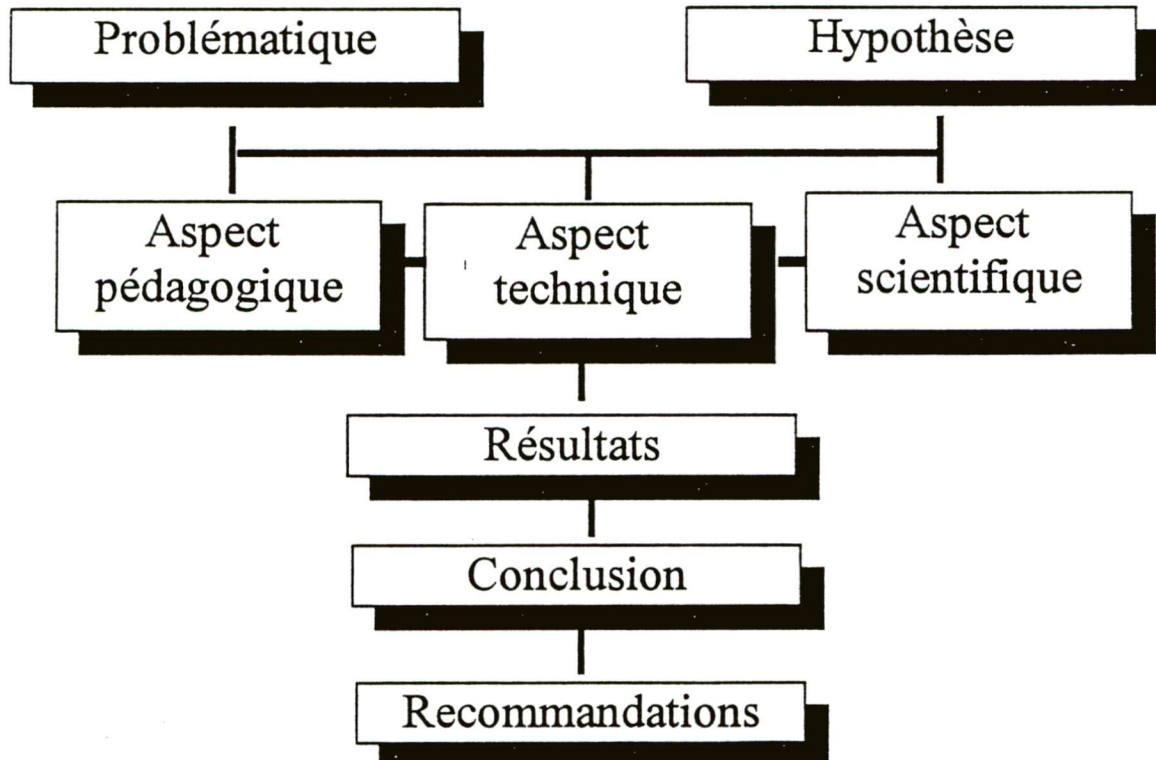 Problématique
Hypothèse
Aspect
pédagogique
Aspect
technique
Aspect
scientifique
Résultats
Conclusion
Recommandations